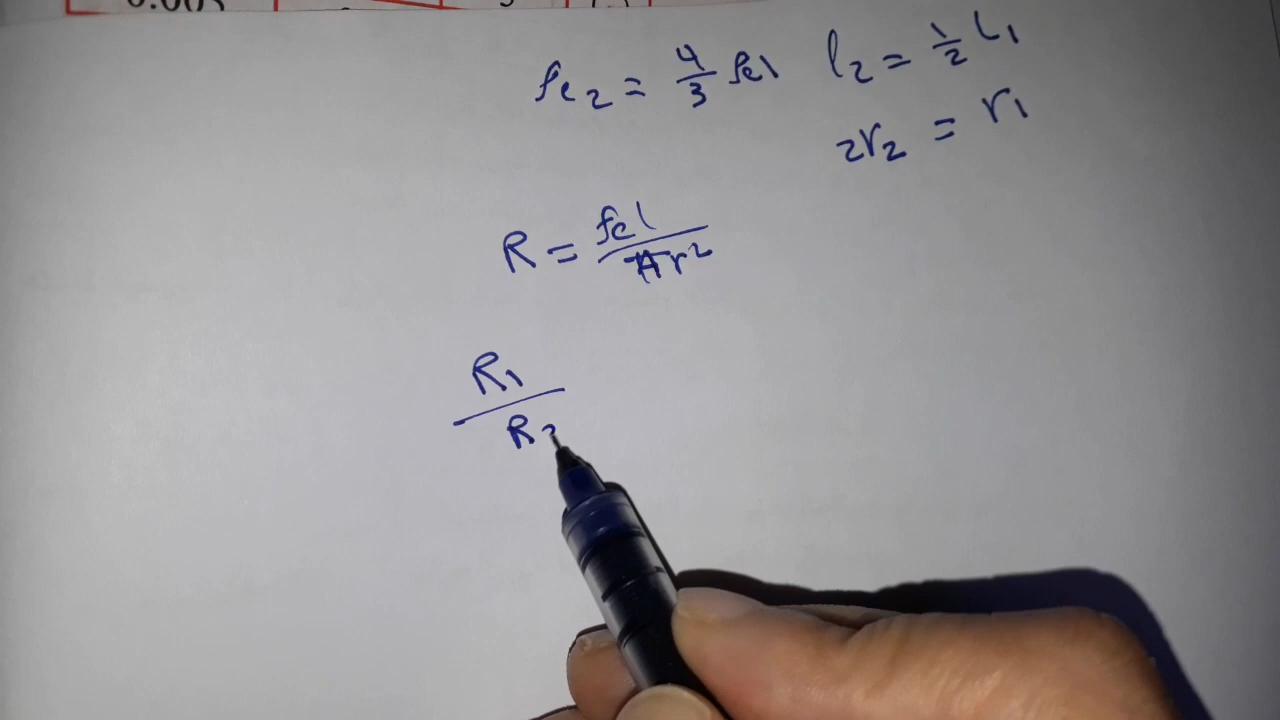 ρe₂ = 4/3 ρe₁ l₂ = 1/2 L₁
2r₂ = r₁
R = ρe l / πr²
R₁ / R₂